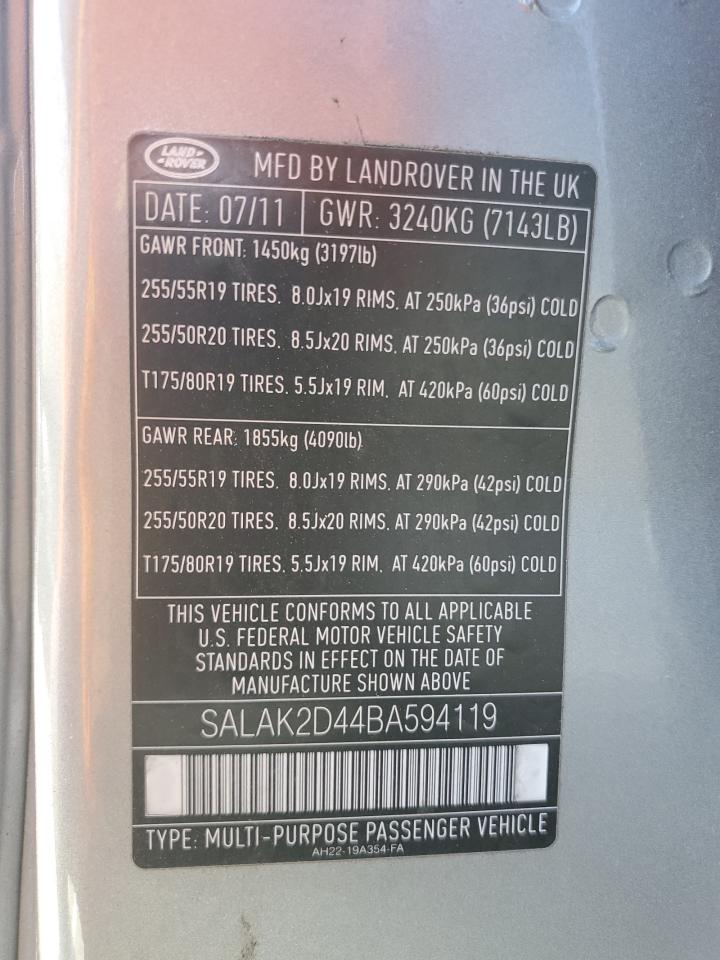 LAND-
-ROVER
MFD BY LANDROVER IN THE UK
DATE: 07/11 GWR: 3240KG (7143LB)
GAWR FRONT: 1450kg (3197lb)
255/55R19 TIRES. 8.0Jx19 RIMS. AT 250kPa (36psi) COLD
255/50R20 TIRES. 8.5Jx20 RIMS. AT 250kPa (36psi) COLD
T175/80R19 TIRES. 5.5Jx19 RIM. AT 420kPa (60psi) COLD
GAWR REAR: 1855kg (4090lb)
255/55R19 TIRES. 8.0Jx19 RIMS. AT 290kPa (42psi) COLD
255/50R20 TIRES. 8.5Jx20 RIMS. AT 290kPa (42psi) COLD
T175/80R19 TIRES. 5.5Jx19 RIM. AT 420kPa (60psi) COLD
THIS VEHICLE CONFORMS TO ALL APPLICABLE
U.S. FEDERAL MOTOR VEHICLE SAFETY
STANDARDS IN EFFECT ON THE DATE OF
MANUFACTURE SHOWN ABOVE
SALAK2D44BA594119
TYPE: MULTI-PURPOSE PASSENGER VEHICLE
AH22-19A354-FA